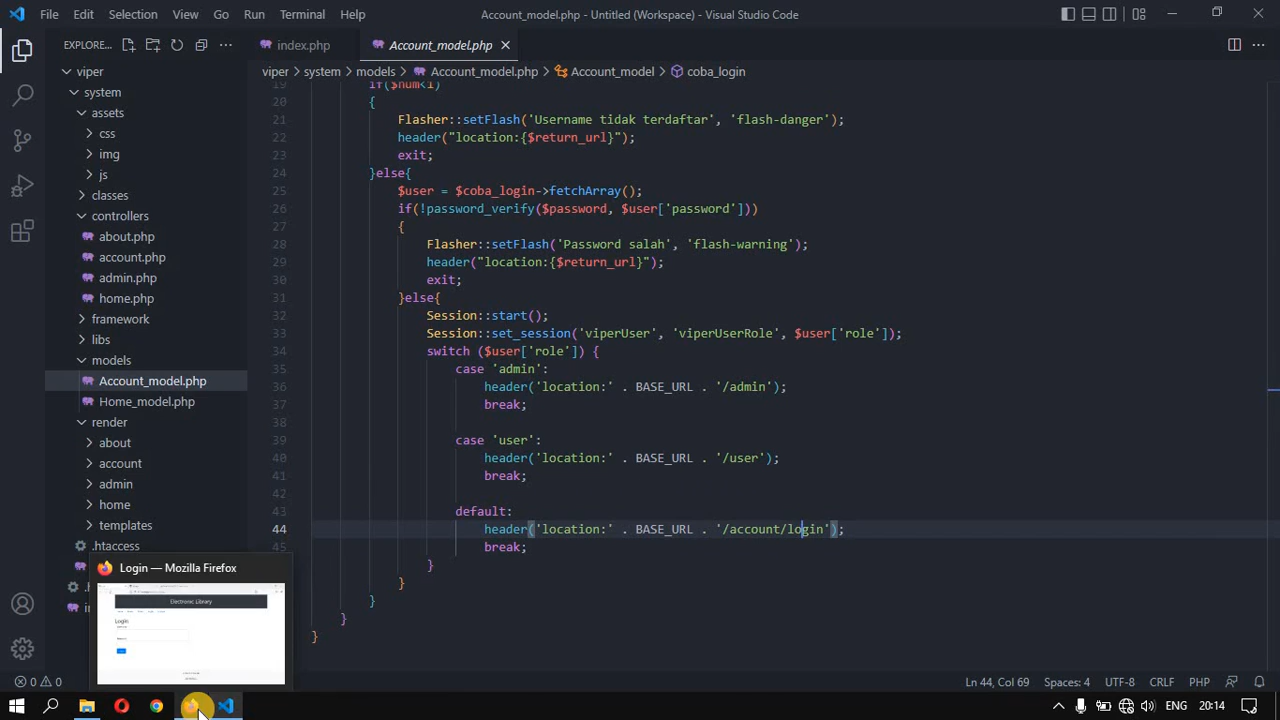 File Edit Selection View Go Run Terminal Help
Account_model.php - Untitled (Workspace) - Visual Studio Code
EXPLORE...
index.php
Account_model.php
viper
viper > system > models > Account_model.php > Account_model > coba_login
system
assets
css
img
js
classes
controllers
about.php
account.php
admin.php
home.php
framework
libs
models
Account_model.php
Home_model.php
render
about
account
admin
home
templates
.htaccess
19 if($num<1)
20 {
21 Flasher::setFlash('Username tidak terdaftar', 'flash-danger');
22 header("location:{$return_url}");
23 exit;
24 }else{
25 $user = $coba_login->fetchArray();
26 if(!password_verify($password, $user['password']))
27 {
28 Flasher::setFlash('Password salah', 'flash-warning');
29 header("location:{$return_url}");
30 exit;
31 }else{
32 Session::start();
33 Session::set_session('viperUser', 'viperUserRole', $user['role']);
34 switch ($user['role']) {
35 case 'admin':
36 header('location:' . BASE_URL . '/admin');
37 break;
38
39 case 'user':
40 header('location:' . BASE_URL . '/user');
41 break;
42
43 default:
44 header('location:' . BASE_URL . '/account/login');
45 break;
}
}
}
}
}
Login — Mozilla Firefox
Electronic Library
Login
0 0
Ln 44, Col 69 Spaces: 4 UTF-8 CRLF PHP
20:14